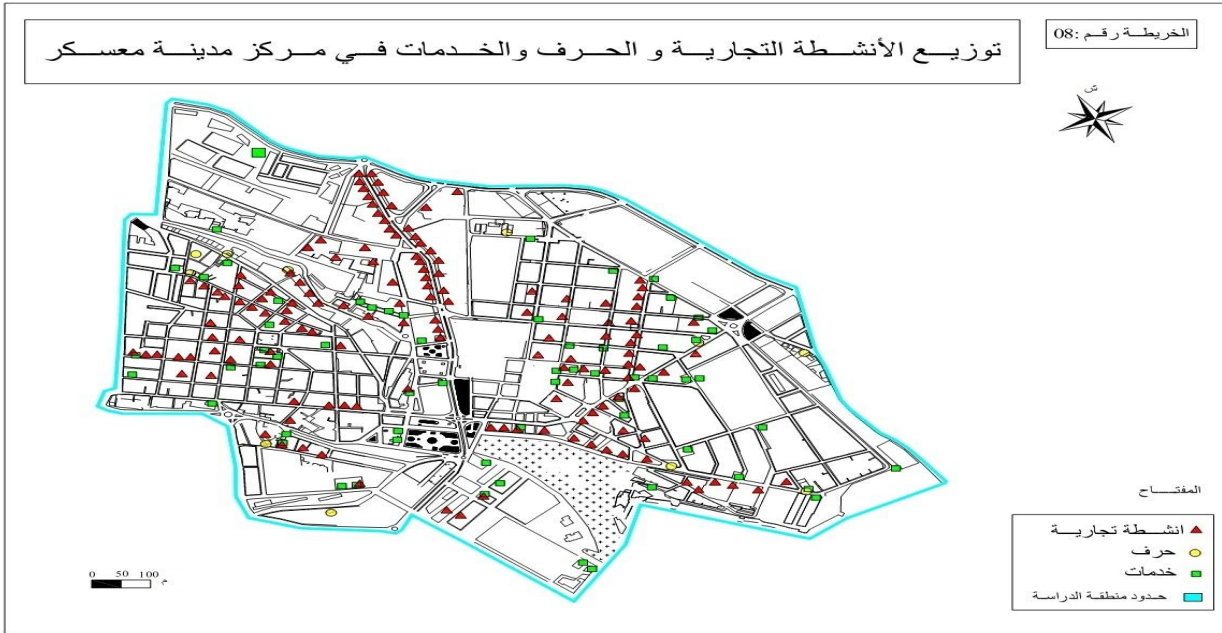 الخريطة رقم :08
توزيع الأنشطة التجارية و الحرف والخدمات في مركز مدينة معسكر
ش
المفتاح
انشطة تجارية
حرف
خدمات
حدود منطقة الدراسة
0 50 100 م